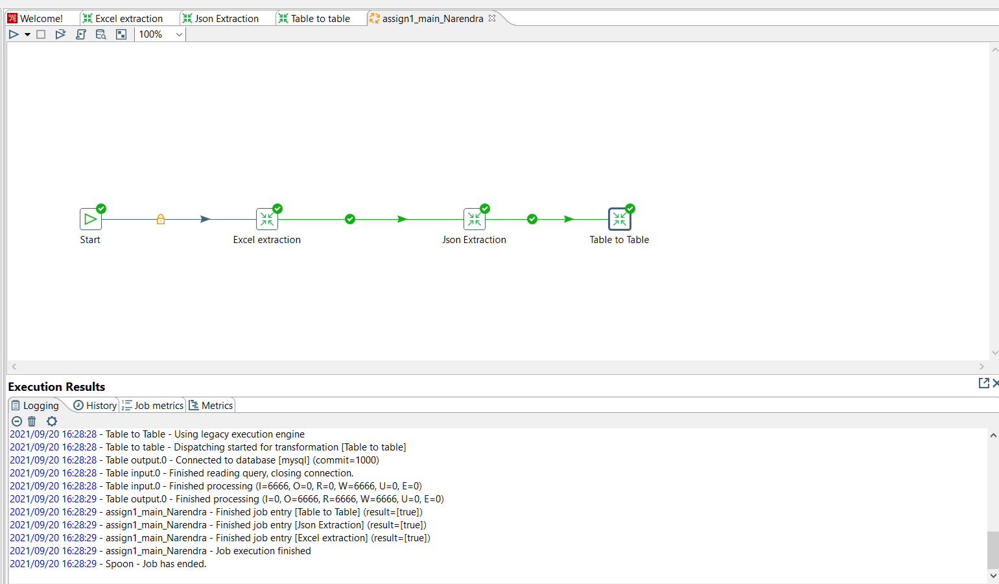 Welcome! Excel extraction Json Extraction Table to table assign1_main_Narendra
100%
Start Excel extraction Json Extraction Table to Table
Execution Results
Logging History Job metrics Metrics
2021/09/20 16:28:28 - Table to Table - Using legacy execution engine
2021/09/20 16:28:28 - Table to table - Dispatching started for transformation [Table to table]
2021/09/20 16:28:28 - Table output.0 - Connected to database [mysql] (commit=1000)
2021/09/20 16:28:28 - Table input.0 - Finished reading query, closing connection.
2021/09/20 16:28:28 - Table input.0 - Finished processing (I=6666, O=0, R=0, W=6666, U=0, E=0)
2021/09/20 16:28:29 - Table output.0 - Finished processing (I=0, O=6666, R=6666, W=6666, U=0, E=0)
2021/09/20 16:28:29 - assign1_main_Narendra - Finished job entry [Table to Table] (result=[true])
2021/09/20 16:28:29 - assign1_main_Narendra - Finished job entry [Json Extraction] (result=[true])
2021/09/20 16:28:29 - assign1_main_Narendra - Finished job entry [Excel extraction] (result=[true])
2021/09/20 16:28:29 - assign1_main_Narendra - Job execution finished
2021/09/20 16:28:29 - Spoon - Job has ended.